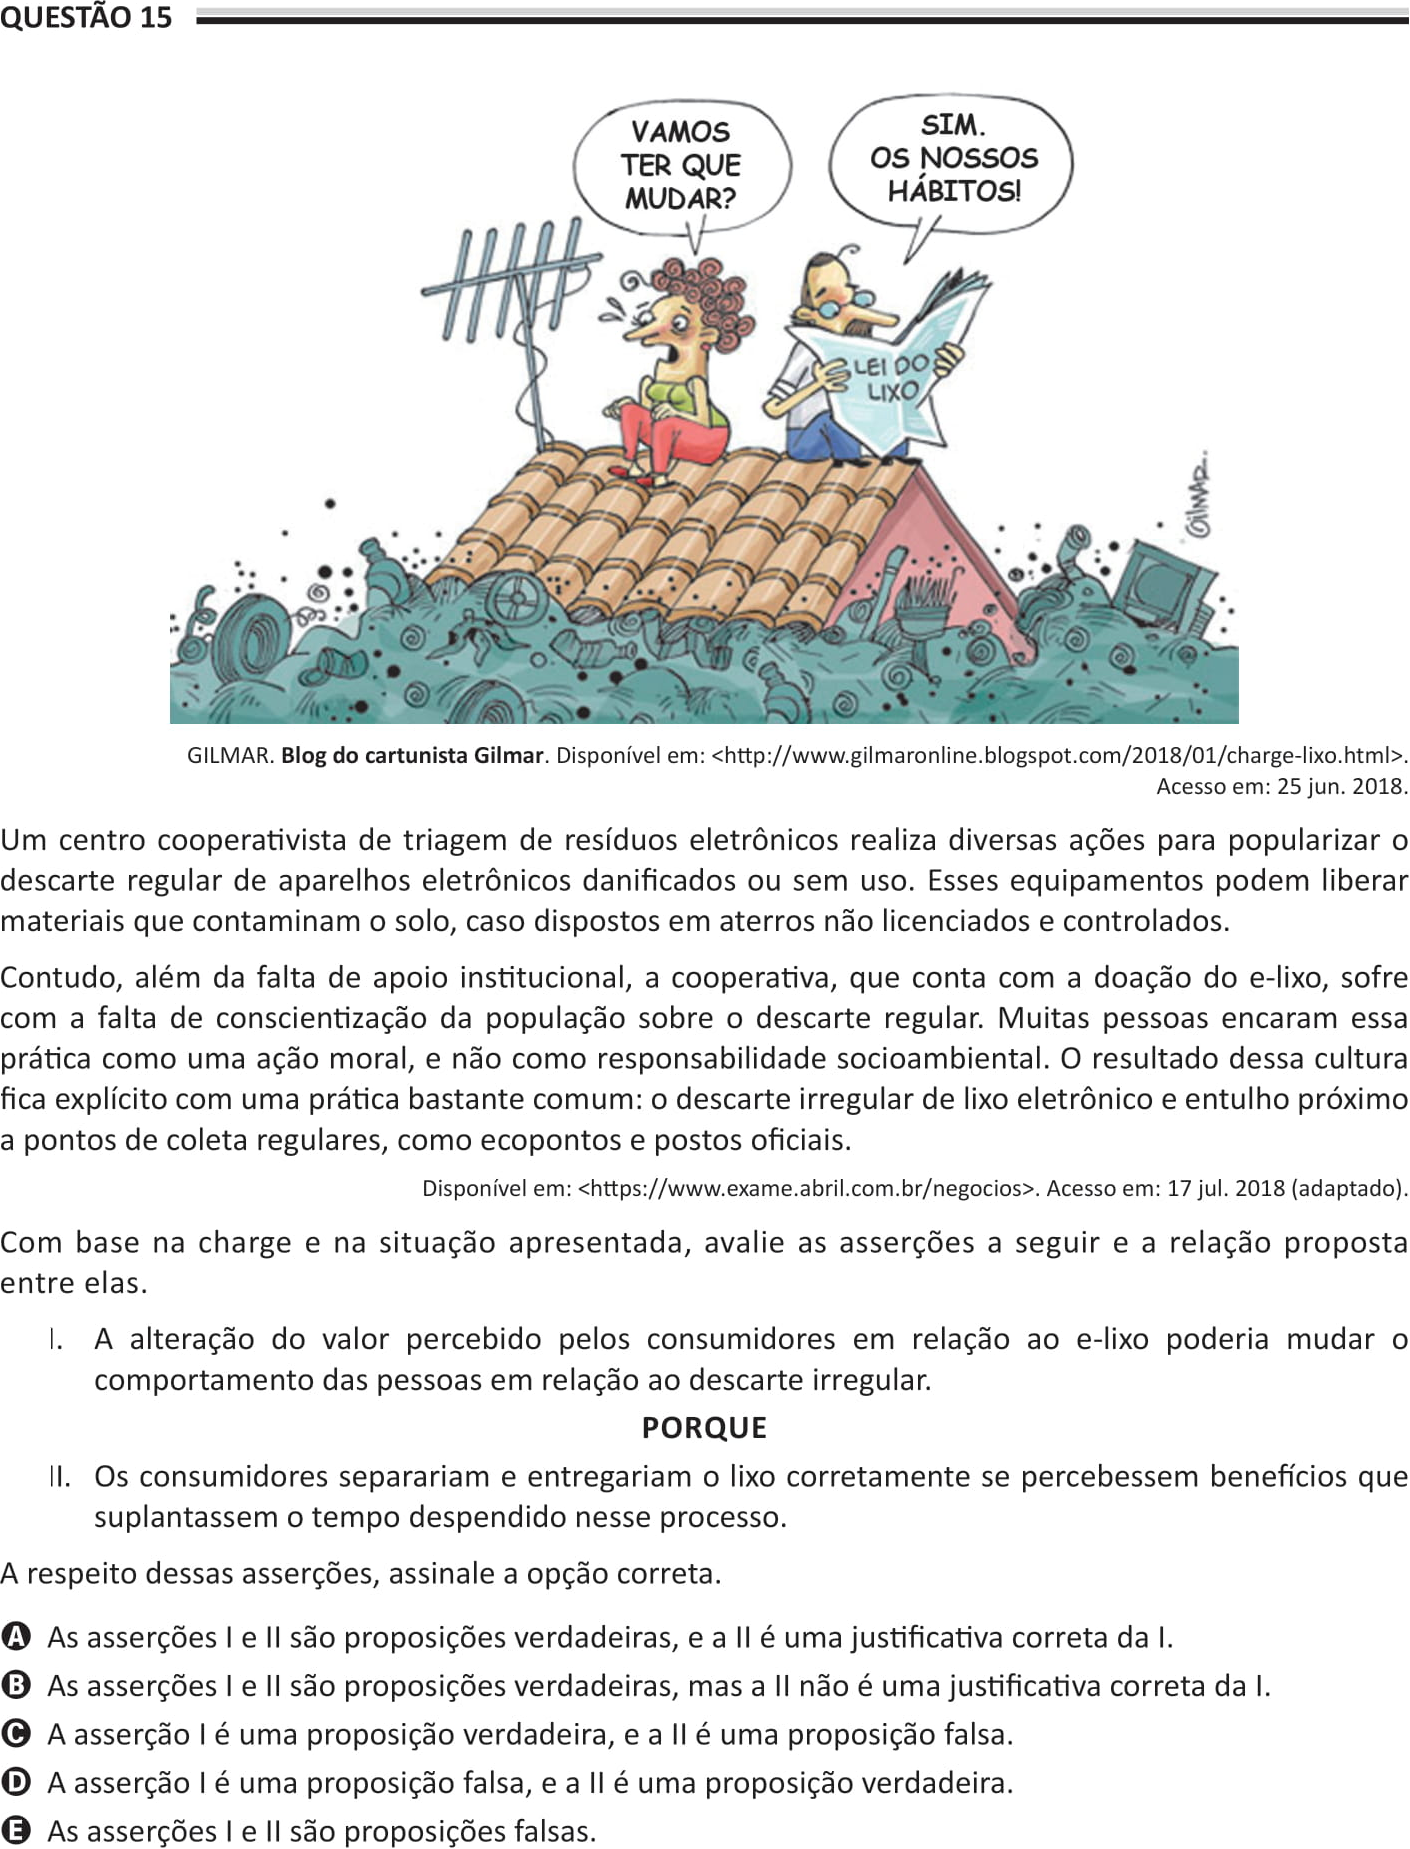 QUESTÃO 15
VAMOS
TER QUE
MUDAR?
SIM.
OS NOSSOS
HÁBITOS!
LEI DO
LIXO
GILMAR.
GILMAR. Blog do cartunista Gilmar. Disponível em: <http://www.gilmaronline.blogspot.com/2018/01/charge-lixo.html>.
Acesso em: 25 jun. 2018.
Um centro cooperativista de triagem de resíduos eletrônicos realiza diversas ações para popularizar o
descarte regular de aparelhos eletrônicos danificados ou sem uso. Esses equipamentos podem liberar
materiais que contaminam o solo, caso dispostos em aterros não licenciados e controlados.
Contudo, além da falta de apoio institucional, a cooperativa, que conta com a doação do e-lixo, sofre
com a falta de conscientização da população sobre o descarte regular. Muitas pessoas encaram essa
prática como uma ação moral, e não como responsabilidade socioambiental. O resultado dessa cultura
fica explícito com uma prática bastante comum: o descarte irregular de lixo eletrônico e entulho próximo
a pontos de coleta regulares, como ecopontos e postos oficiais.
Disponível em: <https://www.exame.abril.com.br/negocios>. Acesso em: 17 jul. 2018 (adaptado).
Com base na charge e na situação apresentada, avalie as asserções a seguir e a relação proposta
entre elas.
I. A alteração do valor percebido pelos consumidores em relação ao e-lixo poderia mudar o
comportamento das pessoas em relação ao descarte irregular.
PORQUE
II. Os consumidores separariam e entregariam o lixo corretamente se percebessem benefícios que
suplantassem o tempo despendido nesse processo.
A respeito dessas asserções, assinale a opção correta.
A As asserções I e II são proposições verdadeiras, e a II é uma justificativa correta da I.
B As asserções I e II são proposições verdadeiras, mas a II não é uma justificativa correta da I.
C A asserção I é uma proposição verdadeira, e a II é uma proposição falsa.
D A asserção I é uma proposição falsa, e a II é uma proposição verdadeira.
E As asserções I e II são proposições falsas.